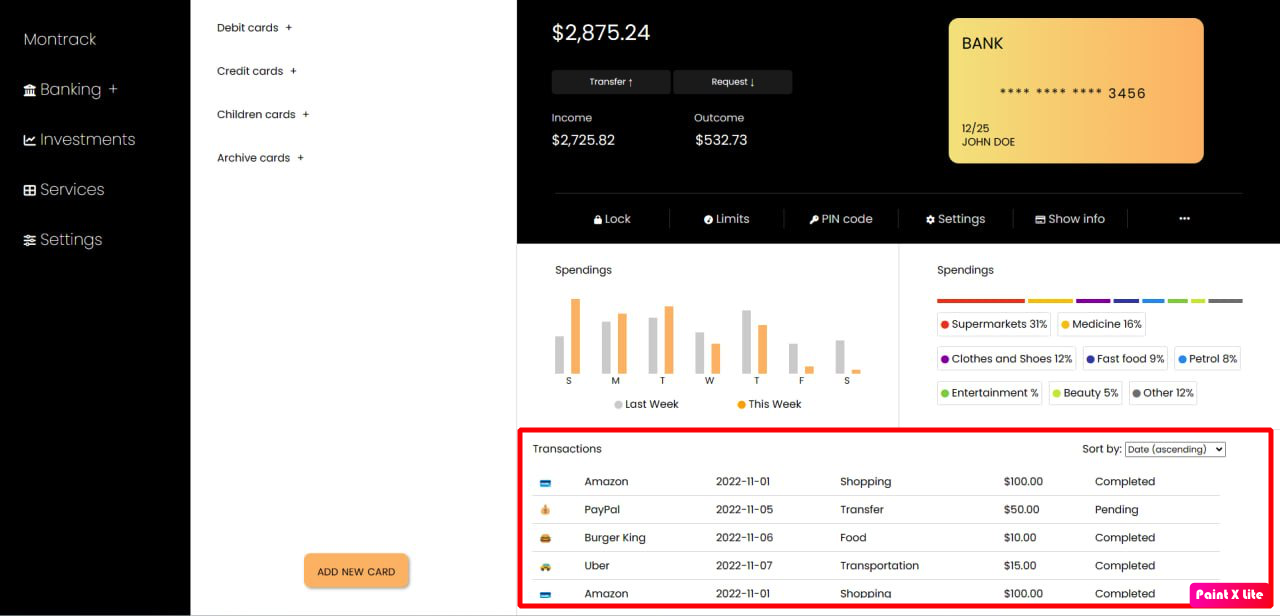 Montrack
Banking +
Investments
Services
Settings
Debit cards +
Credit cards +
Children cards +
Archive cards +
ADD NEW CARD
$2,875.24
Transfer ↑ Request ↓
Income Outcome
$2,725.82 $532.73
BANK
**** **** **** 3456
12/25
JOHN DOE
Lock Limits PIN code Settings Show info ···
Spendings
S M T W T F S
Last Week This Week
Spendings
Supermarkets 31% Medicine 16%
Clothes and Shoes 12% Fast food 9% Petrol 8%
Entertainment % Beauty 5% Other 12%
Transactions Sort by: Date (ascending)
Amazon 2022-11-01 Shopping $100.00 Completed
PayPal 2022-11-05 Transfer $50.00 Pending
Burger King 2022-11-06 Food $10.00 Completed
Uber 2022-11-07 Transportation $15.00 Completed
Amazon 2022-11-01 Shopping $100.00 Completed
Paint X Lite